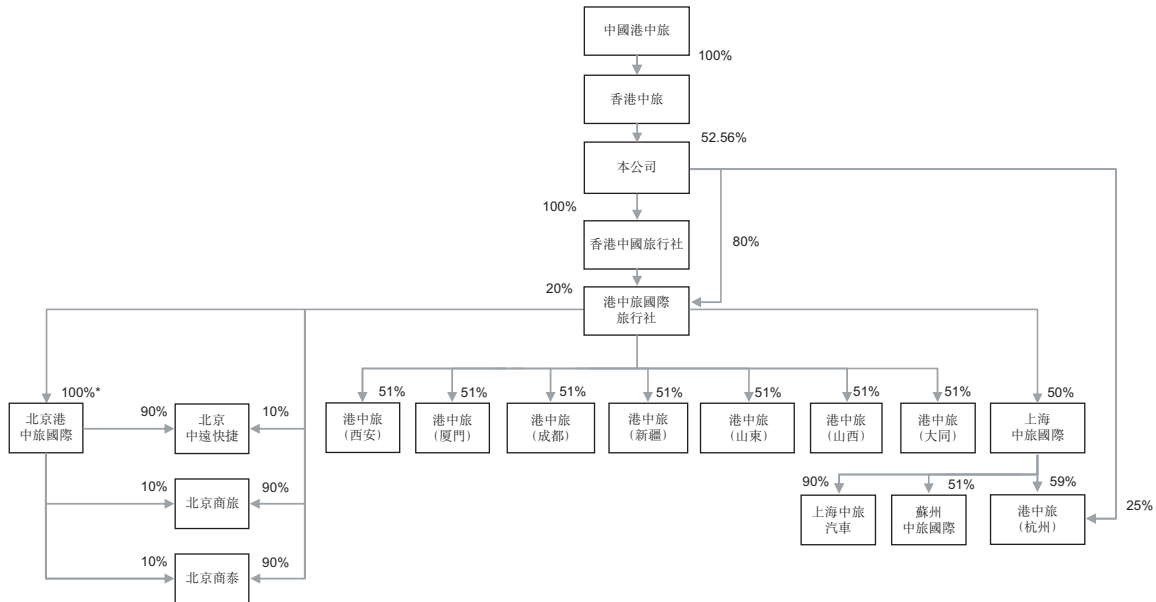 中國港中旅
100%
香港中旅
52.56%
本公司
100%
香港中國旅行社
80%
20%
港中旅國際
旅行社
100%*
北京港
中旅國際
90%
北京
中遠快捷
10%
51%
港中旅
(西安)
51%
港中旅
(厦門)
51%
港中旅
(成都)
51%
港中旅
(新疆)
51%
港中旅
(山東)
51%
港中旅
(山西)
51%
港中旅
(大同)
50%
上海
中旅國際
10%
北京商旅
90%
90%
上海中旅
汽車
51%
蘇州
中旅國際
59%
港中旅
(杭州)
25%
10%
北京商泰
90%